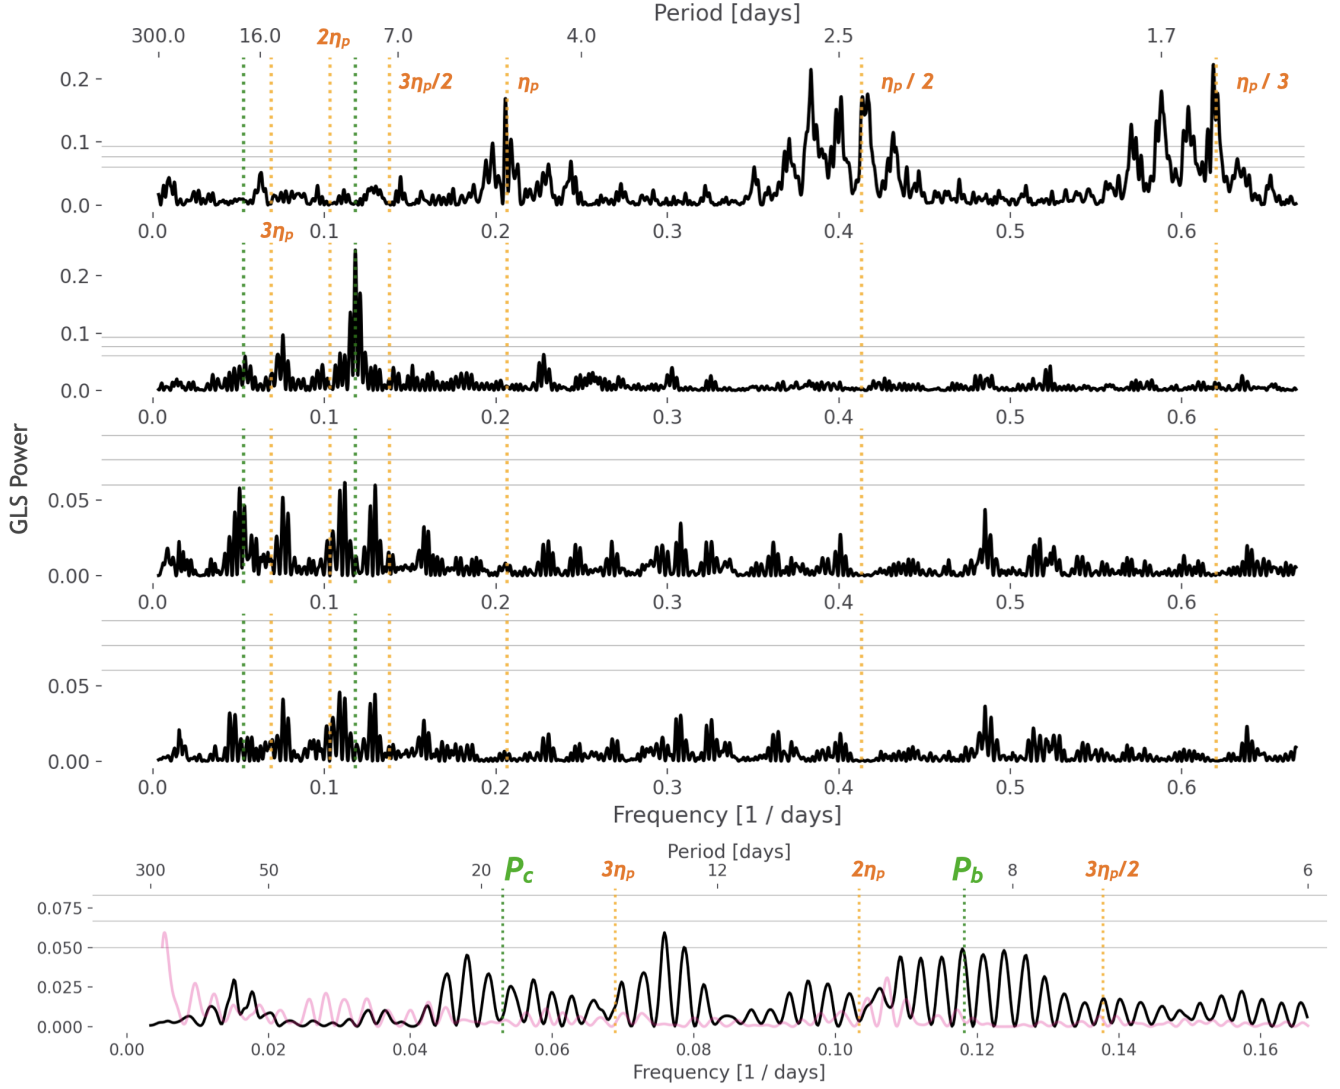 Period [days]
300.0 16.0 2ηp 7.0 4.0 2.5 1.7
3ηp/2 ηp ηp / 2 ηp / 3
0.2
0.1
0.0
0.0 0.1 0.2 0.3 0.4 0.5 0.6
3ηp
0.2
0.1
0.0
0.0 0.1 0.2 0.3 0.4 0.5 0.6
GLS Power
0.05
0.00
0.0 0.1 0.2 0.3 0.4 0.5 0.6
0.05
0.00
0.0 0.1 0.2 0.3 0.4 0.5 0.6
Frequency [1 / days]
Period [days]
300 50 20 Pc 3ηp 12 2ηp Pb 8 3ηp/2 6
0.075
0.050
0.025
0.000
0.00 0.02 0.04 0.06 0.08 0.10 0.12 0.14 0.16
Frequency [1 / days]